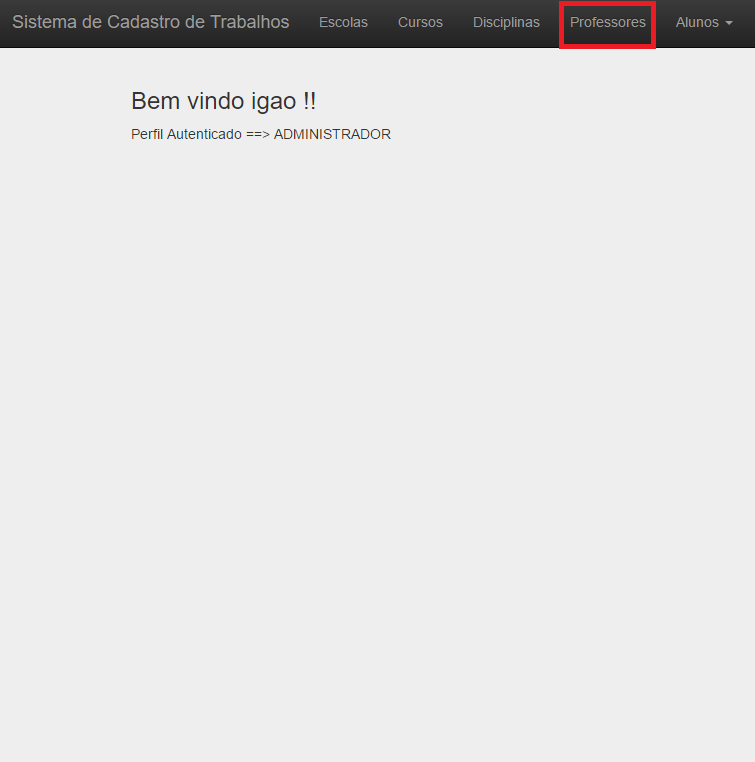 Sistema de Cadastro de Trabalhos Escolas Cursos Disciplinas Professores Alunos
Bem vindo igao !!
Perfil Autenticado ==> ADMINISTRADOR